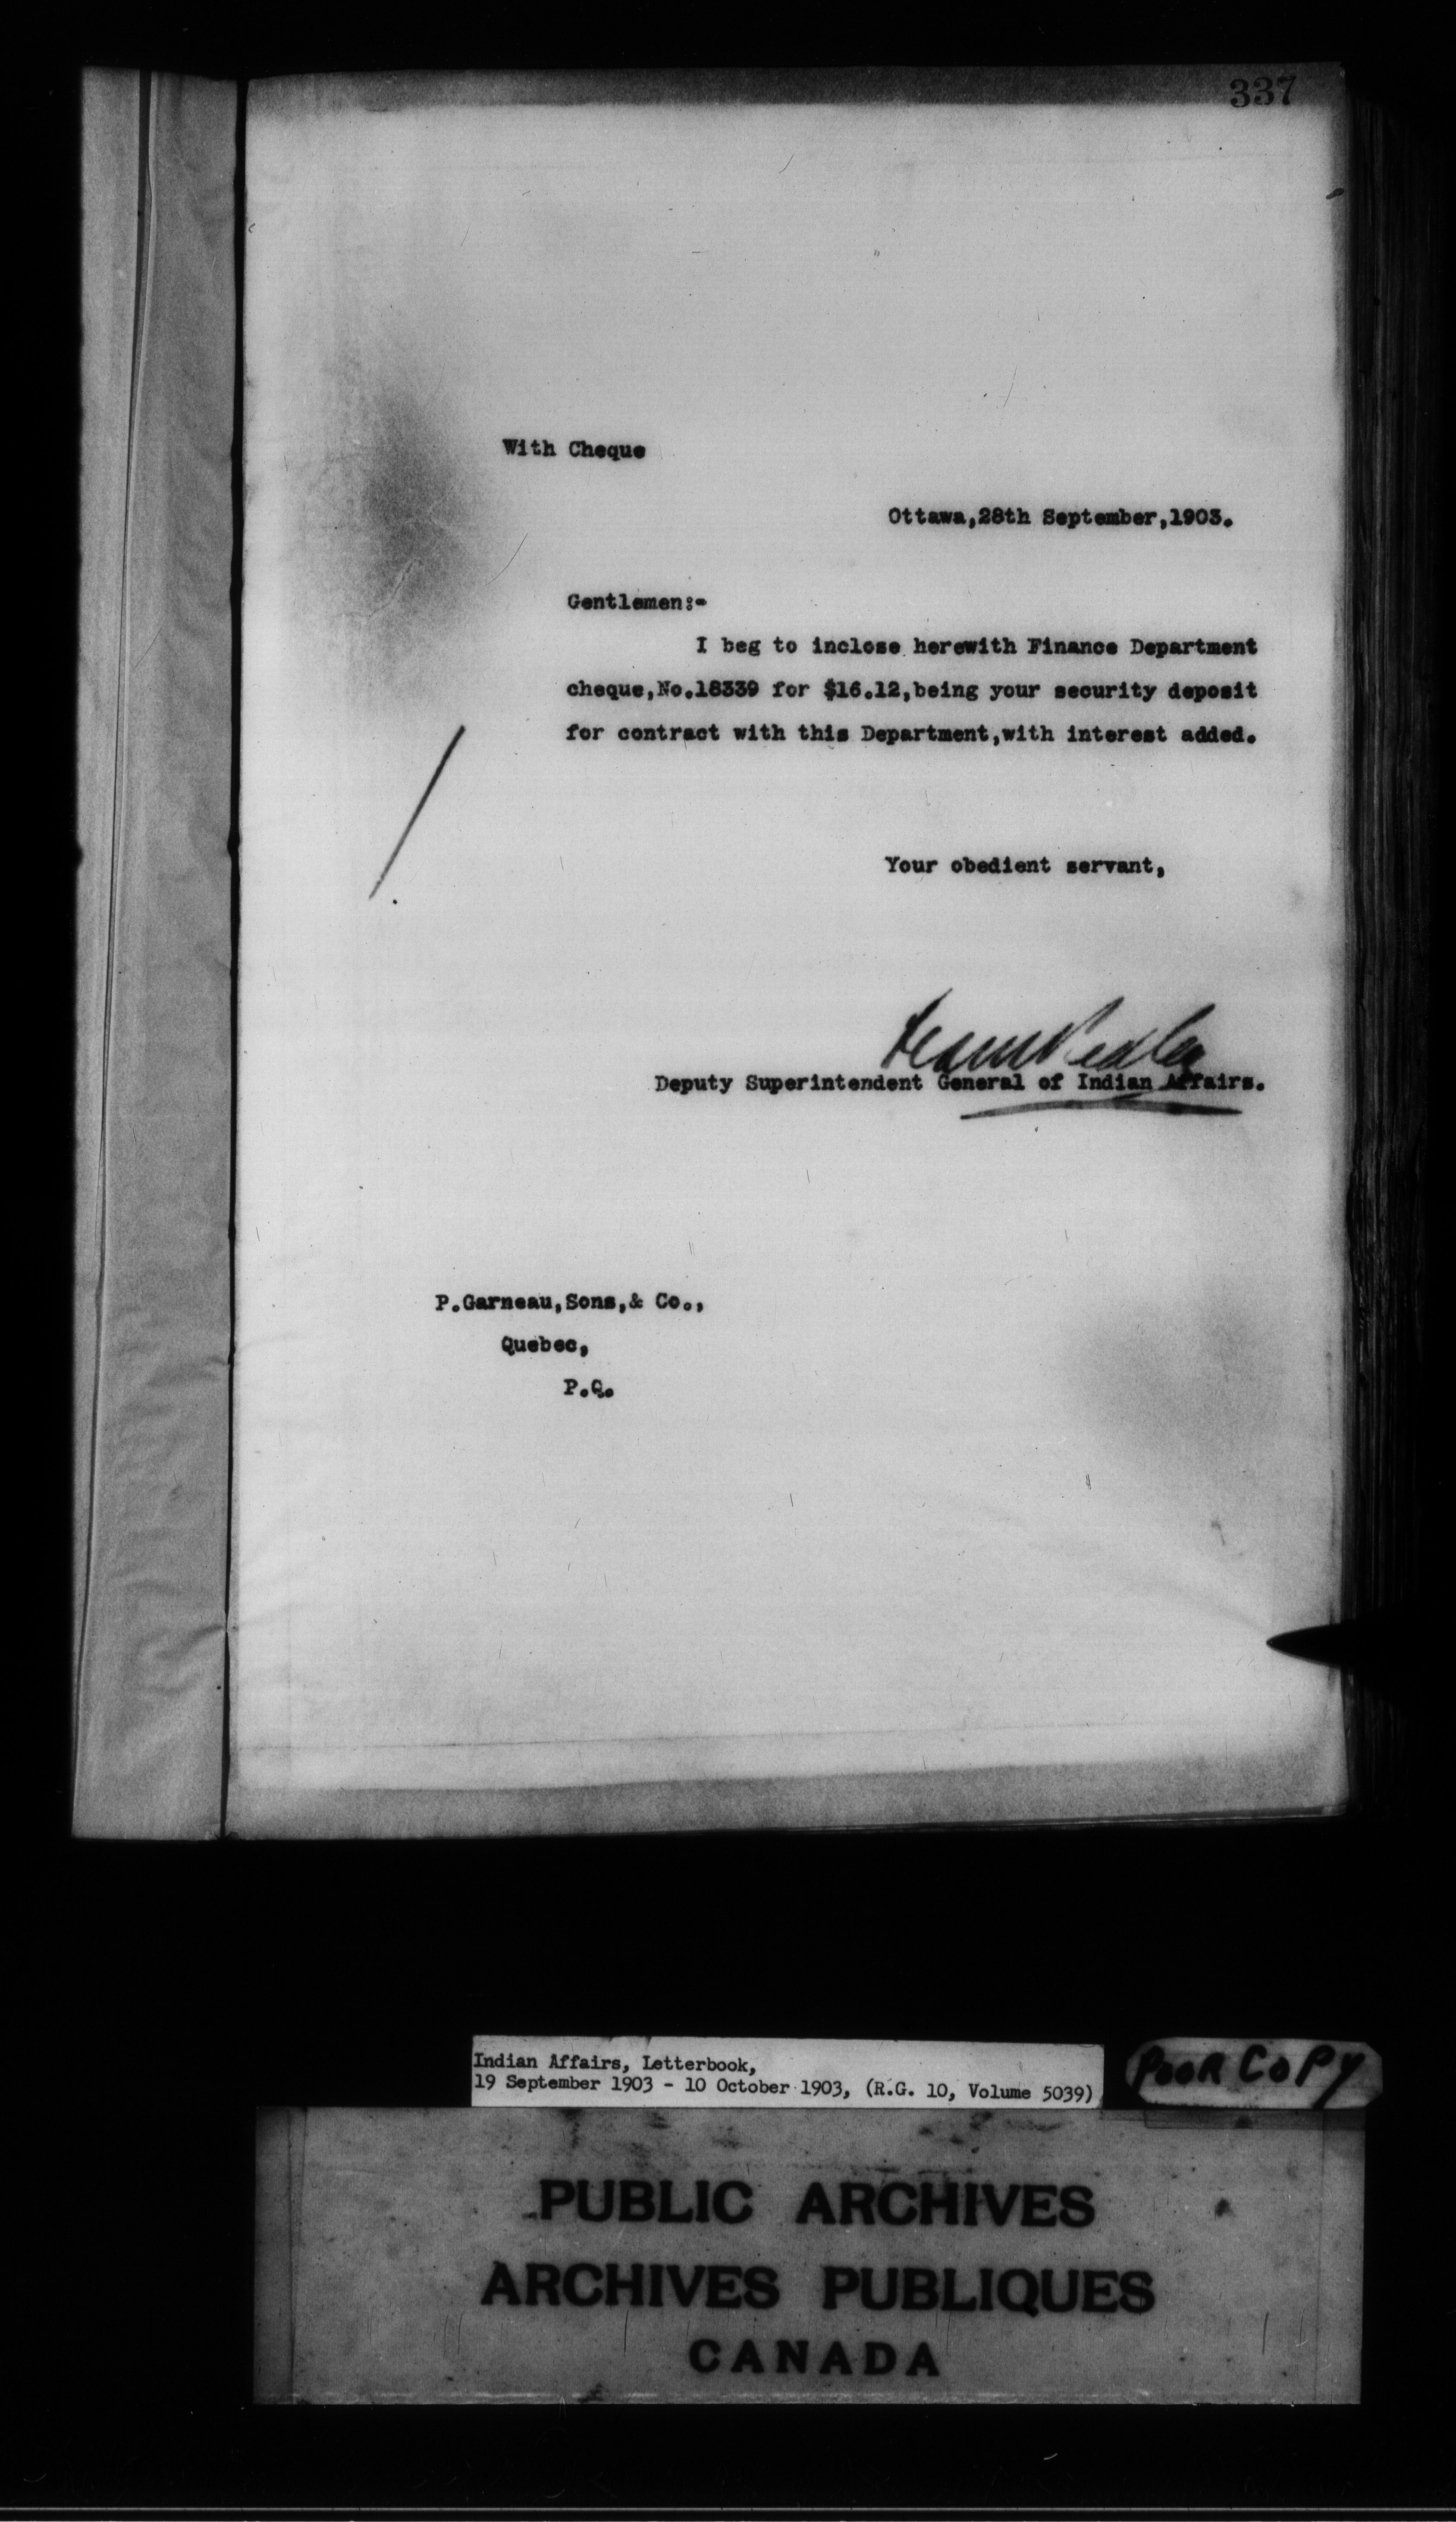 337
With Cheque
Ottawa,28th September,1903.
Gentlemen:-
I beg to inclose herewith Finance Department
cheque,No.18339 for $16.12,being your security deposit
for contract with this Department,with interest added.
Your obedient servant,
Deputy Superintendent General of Indian Affairs.
P.Garneau,Sons,& Co.,
Quebec,
P.Q.
Indian Affairs, Letterbook,
19 September 1903 - 10 October 1903, (R.G. 10, Volume 5039)
POOR COPY
PUBLIC ARCHIVES
ARCHIVES PUBLIQUES
CANADA